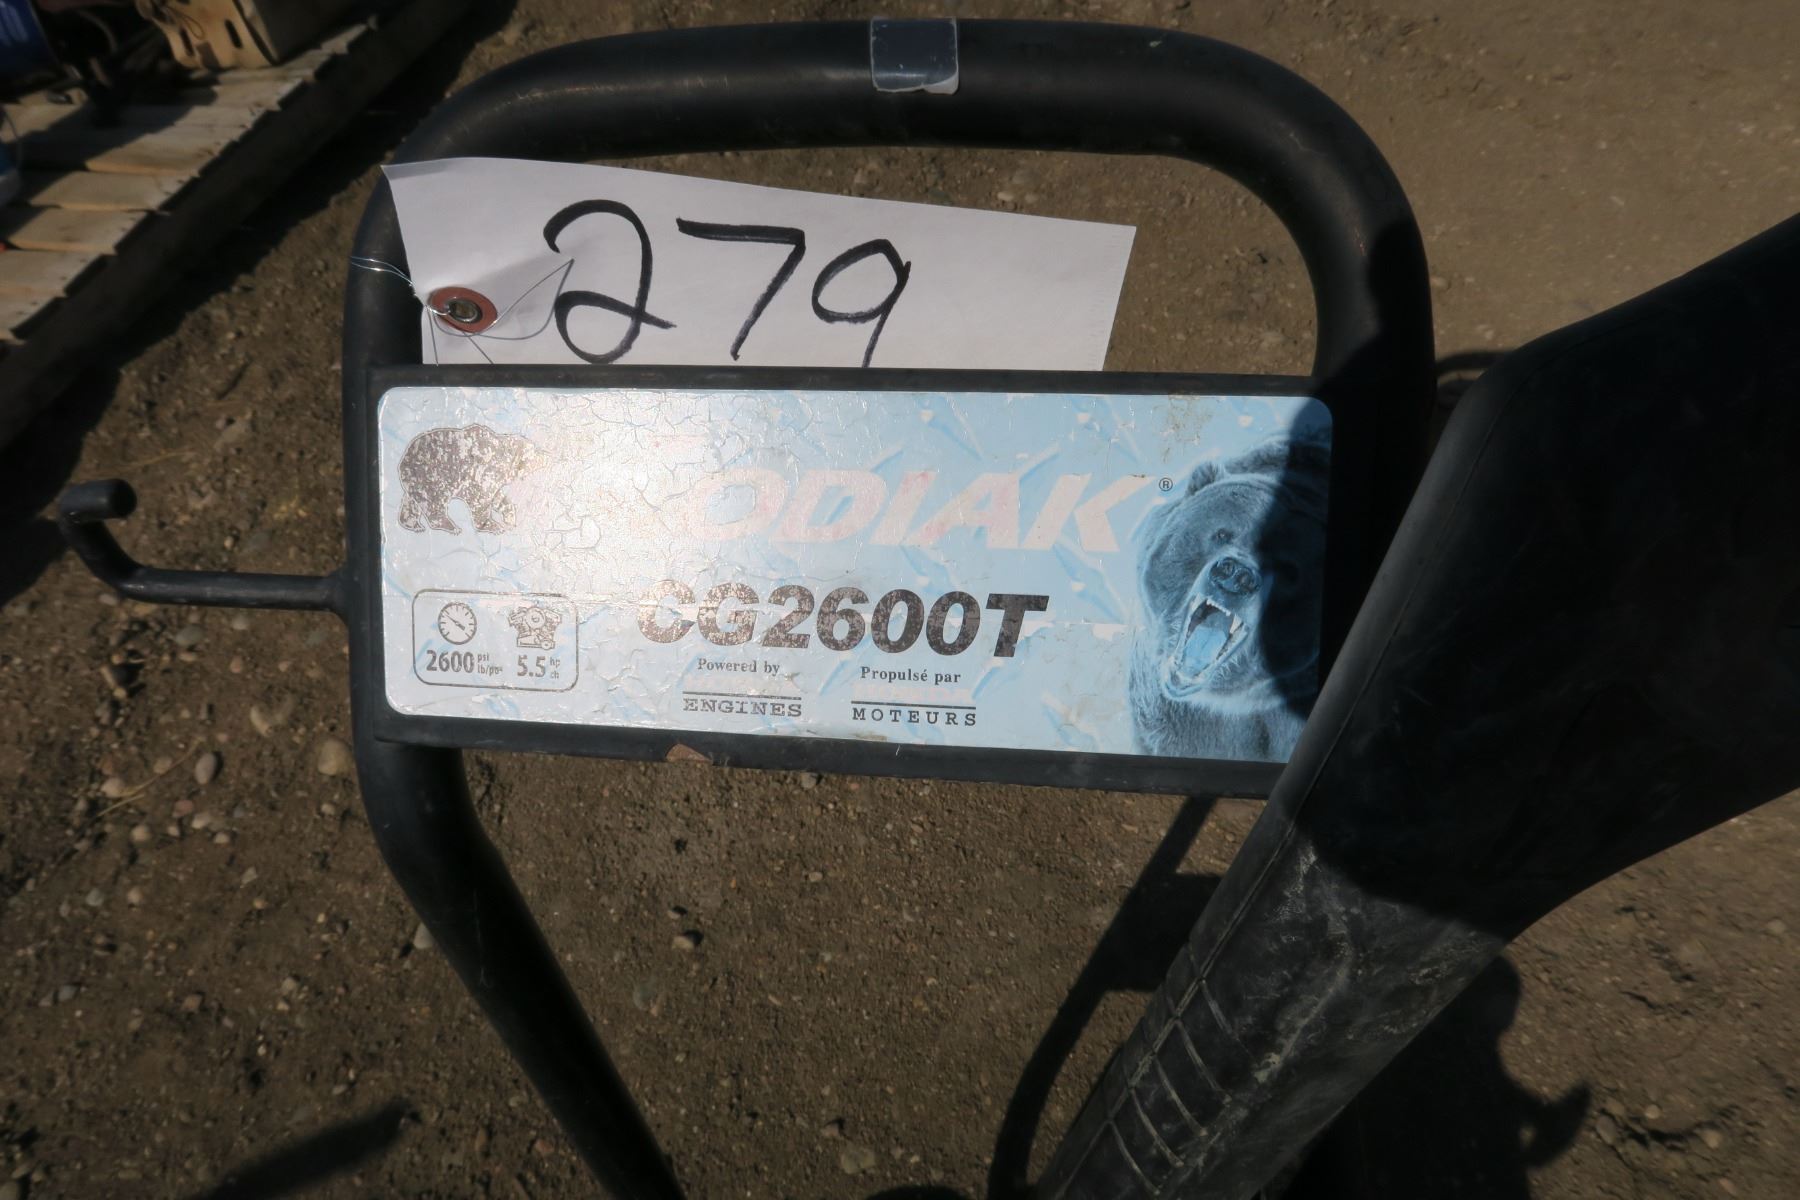 279
KODIAK®
CG2600T
2600 psi lb/po² 5.5 hp ch
Powered by
ENGINES
Propulsé par
MOTEURS